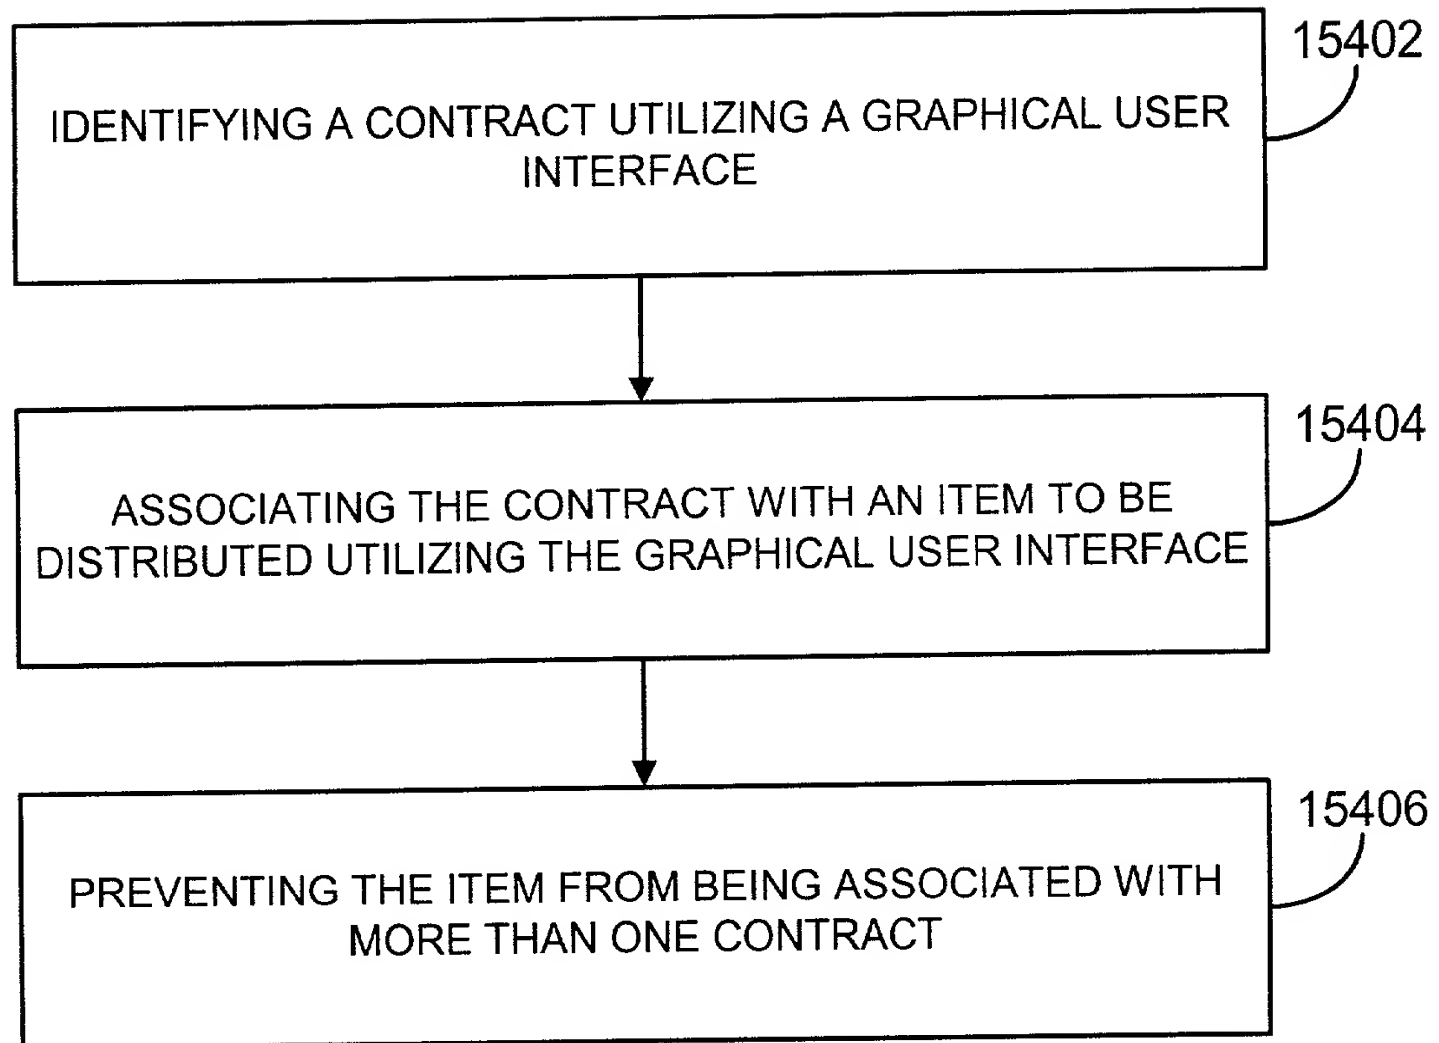 15402
IDENTIFYING A CONTRACT UTILIZING A GRAPHICAL USER
INTERFACE
15404
ASSOCIATING THE CONTRACT WITH AN ITEM TO BE
DISTRIBUTED UTILIZING THE GRAPHICAL USER INTERFACE
15406
PREVENTING THE ITEM FROM BEING ASSOCIATED WITH
MORE THAN ONE CONTRACT